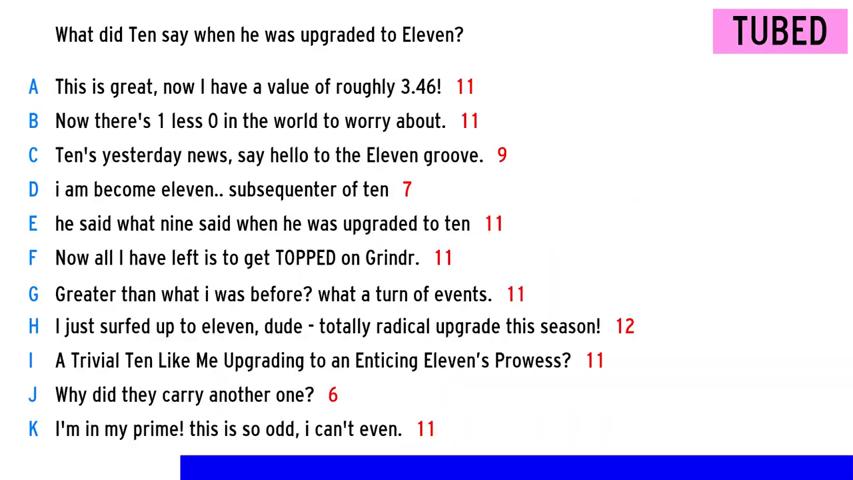 What did Ten say when he was upgraded to Eleven?
TUBED
A This is great, now I have a value of roughly 3.46! 11
B Now there's 1 less 0 in the world to worry about. 11
C Ten's yesterday news, say hello to the Eleven groove. 9
D i am become eleven.. subsequenter of ten 7
E he said what nine said when he was upgraded to ten 11
F Now all I have left is to get TOPPED on Grindr. 11
G Greater than what i was before? what a turn of events. 11
H I just surfed up to eleven, dude - totally radical upgrade this season! 12
I A Trivial Ten Like Me Upgrading to an Enticing Eleven’s Prowess? 11
J Why did they carry another one? 6
K I'm in my prime! this is so odd, i can't even. 11